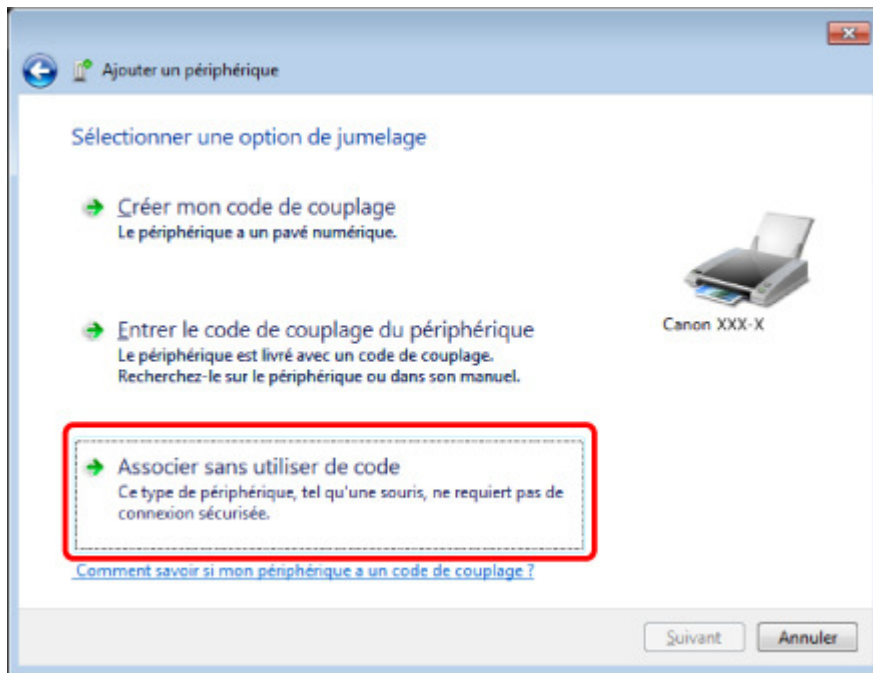 Ajouter un périphérique
Sélectionner une option de jumelage
Créer mon code de couplage
Le périphérique a un pavé numérique.
Entrer le code de couplage du périphérique
Le périphérique est livré avec un code de couplage.
Recherchez-le sur le périphérique ou dans son manuel.
Canon XXX-X
Associer sans utiliser de code
Ce type de périphérique, tel qu'une souris, ne requiert pas de
connexion sécurisée.
Comment savoir si mon périphérique a un code de couplage ?
Suivant
Annuler